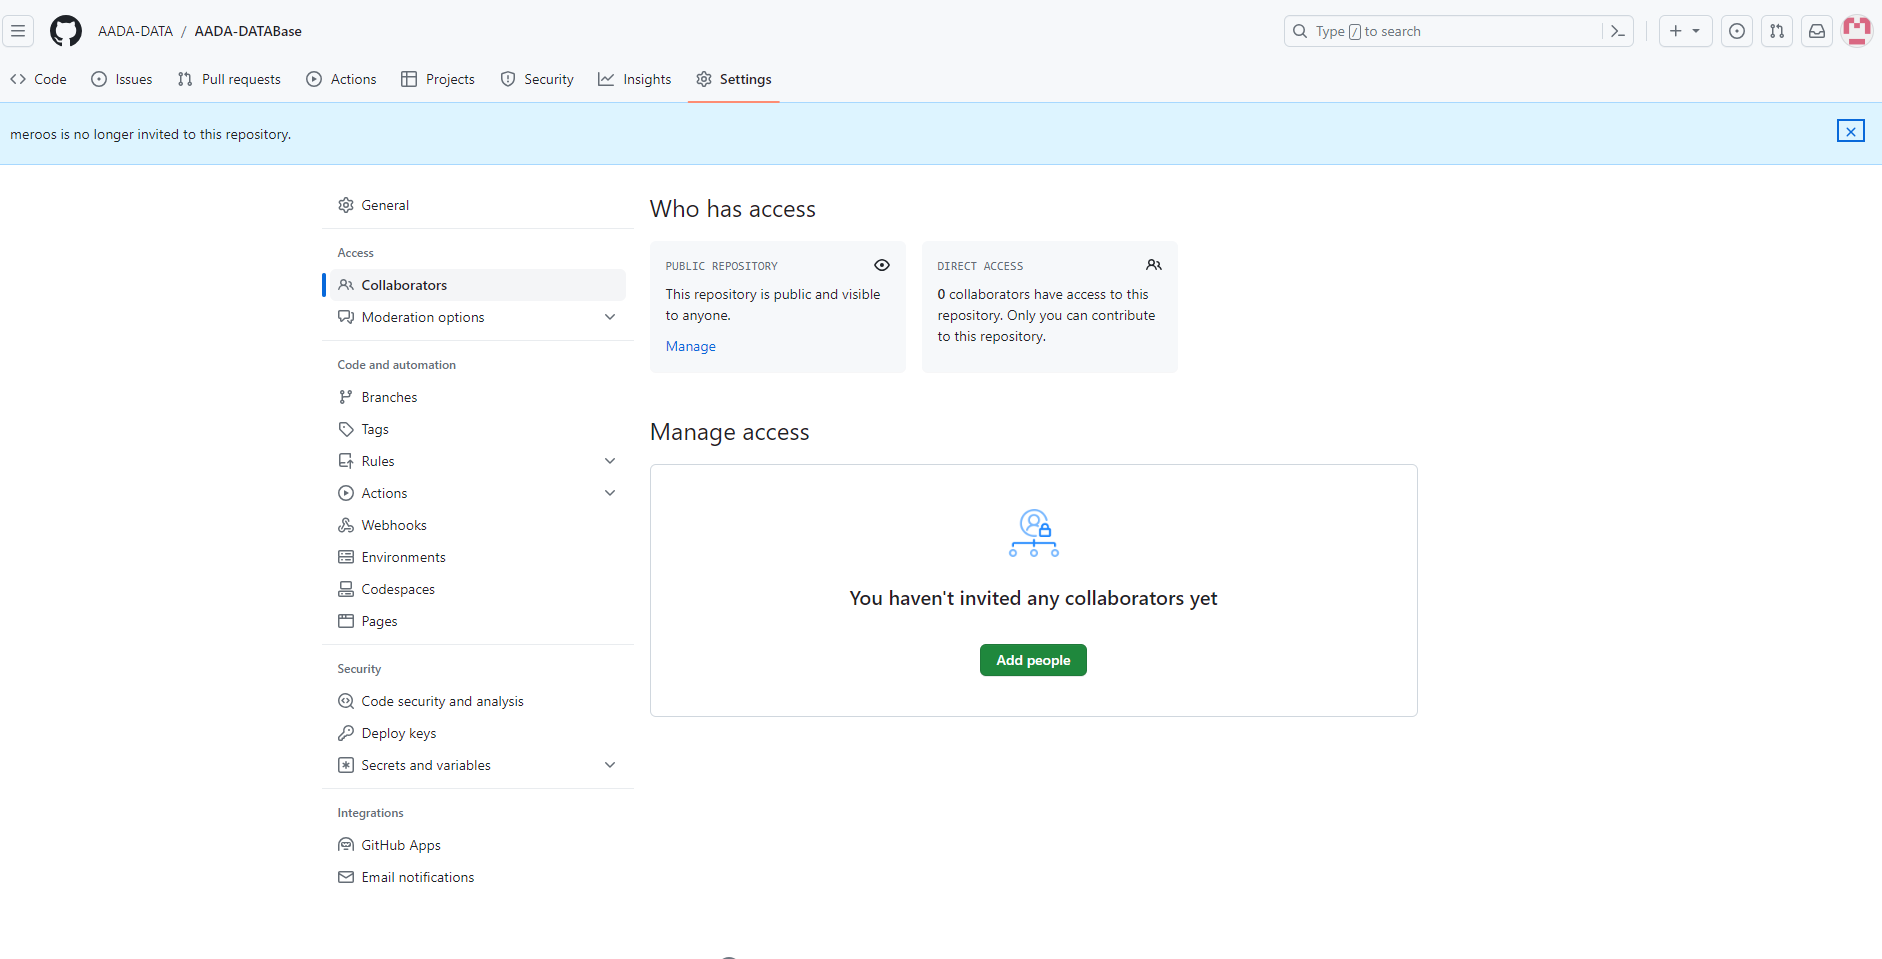 AADA-DATA / AADA-DATABase
Type / to search
Code Issues Pull requests Actions Projects Security Insights Settings
meroos is no longer invited to this repository.
General
Access
Collaborators
Moderation options
Code and automation
Branches
Tags
Rules
Actions
Webhooks
Environments
Codespaces
Pages
Security
Code security and analysis
Deploy keys
Secrets and variables
Integrations
GitHub Apps
Email notifications
Who has access
PUBLIC REPOSITORY
This repository is public and visible
to anyone.
Manage
DIRECT ACCESS
0 collaborators have access to this
repository. Only you can contribute
to this repository.
Manage access
You haven't invited any collaborators yet
Add people